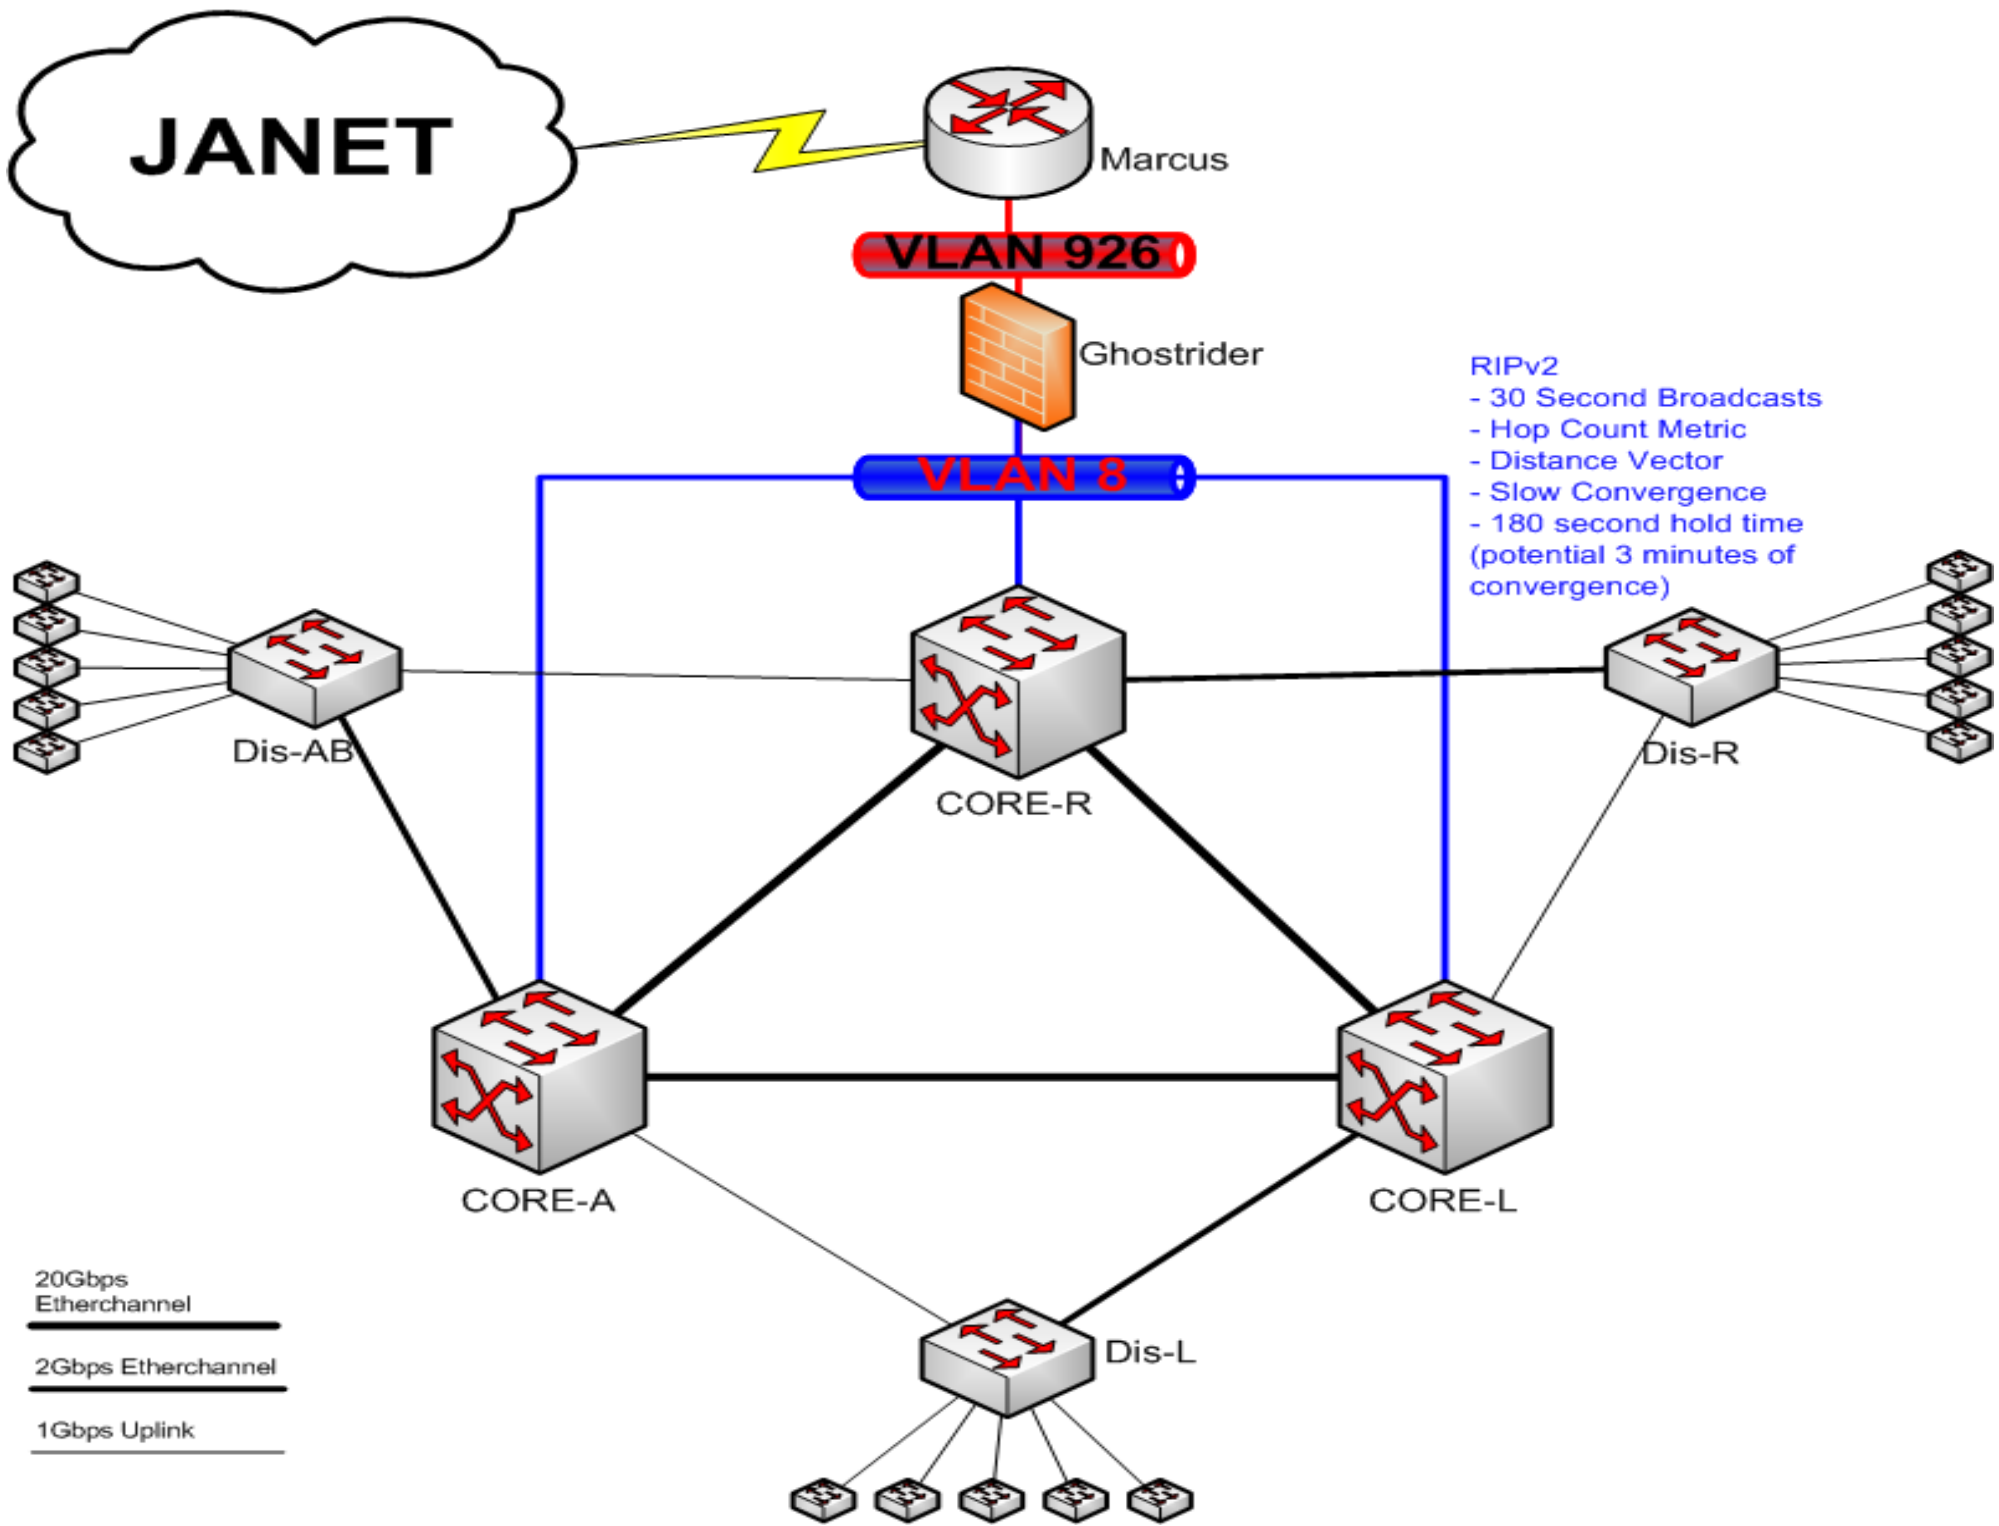 JANET
Marcus
VLAN 926
Ghostrider
RIPv2
- 30 Second Broadcasts
- Hop Count Metric
- Distance Vector
- Slow Convergence
- 180 second hold time
(potential 3 minutes of
convergence)
VLAN 8
Dis-AB
Dis-R
CORE-R
CORE-A
CORE-L
20Gbps
Etherchannel
2Gbps Etherchannel
1Gbps Uplink
Dis-L